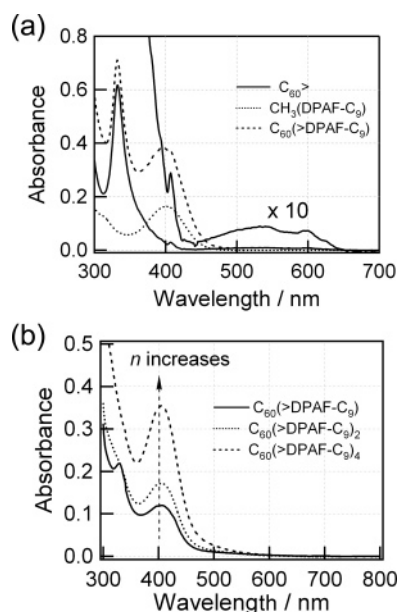 (a)
0.8
0.6
0.4
0.2
0.0
Absorbance
C₆₀>
CH₃(DPAF-C₉)
C₆₀(>DPAF-C₉)
x 10
300 400 500 600 700
Wavelength / nm
(b)
0.5
0.4
0.3
0.2
0.1
0.0
Absorbance
n increases
C₆₀(>DPAF-C₉)
C₆₀(>DPAF-C₉)₂
C₆₀(>DPAF-C₉)₄
300 400 500 600 700 800
Wavelength / nm